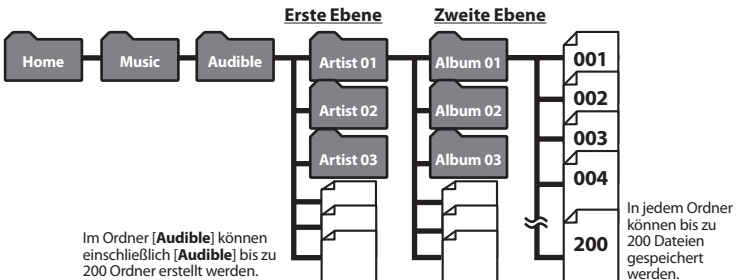 Erste Ebene
Zweite Ebene
Home
Music
Audible
Artist 01
Album 01
001
002
Artist 02
Album 02
003
Artist 03
Album 03
004
200
Im Ordner [Audible] können
einschließlich [Audible] bis zu
200 Ordner erstellt werden.
In jedem Ordner
können bis zu
200 Dateien
gespeichert
werden.